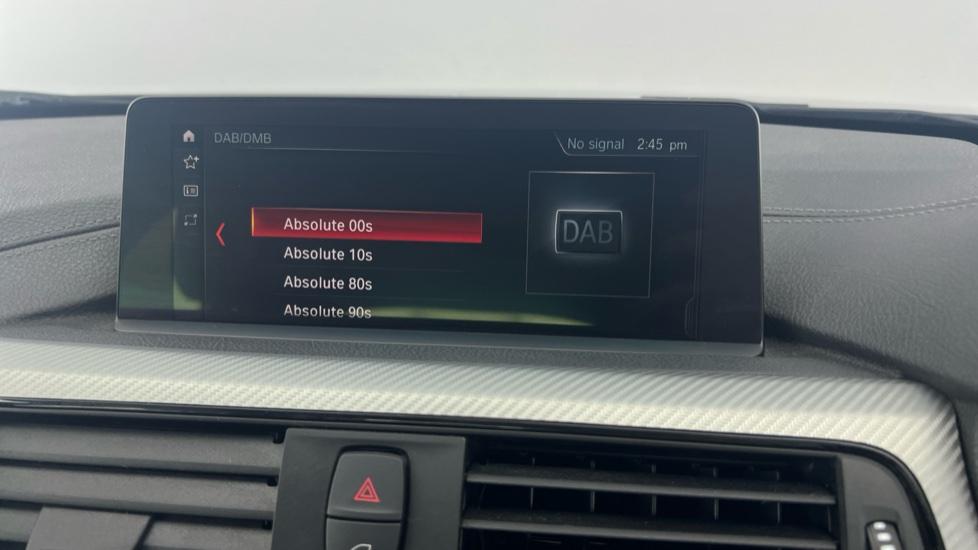 DAB/DMB
No signal 2:45 pm
Absolute 00s
Absolute 10s
Absolute 80s
Absolute 90s
DAB